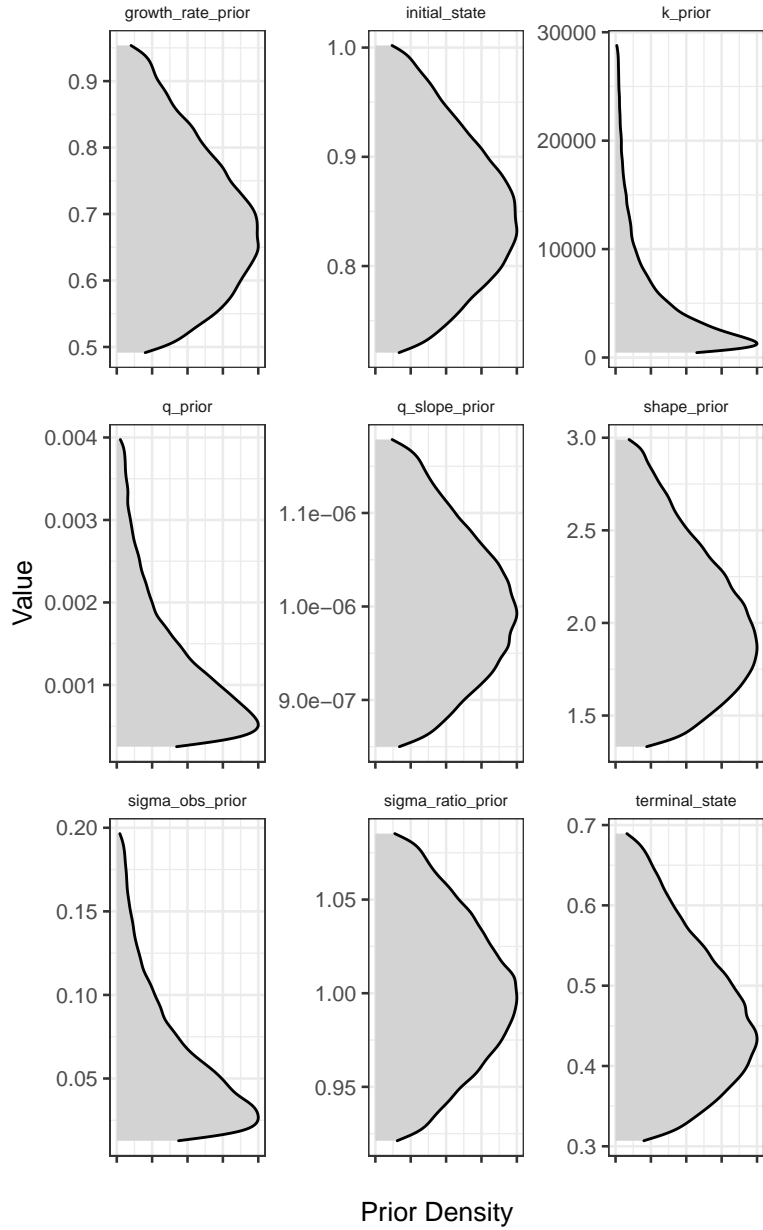 growth_rate_prior
0.9
0.8
0.7
0.6
0.5
initial_state
1.0
0.9
0.8
k_prior
30000
20000
10000
0
q_prior
0.004
0.003
0.002
0.001
q_slope_prior
1.1e−06
1.0e−06
9.0e−07
shape_prior
3.0
2.5
2.0
1.5
sigma_obs_prior
0.20
0.15
0.10
0.05
sigma_ratio_prior
1.05
1.00
0.95
terminal_state
0.7
0.6
0.5
0.4
0.3
Value
Prior Density